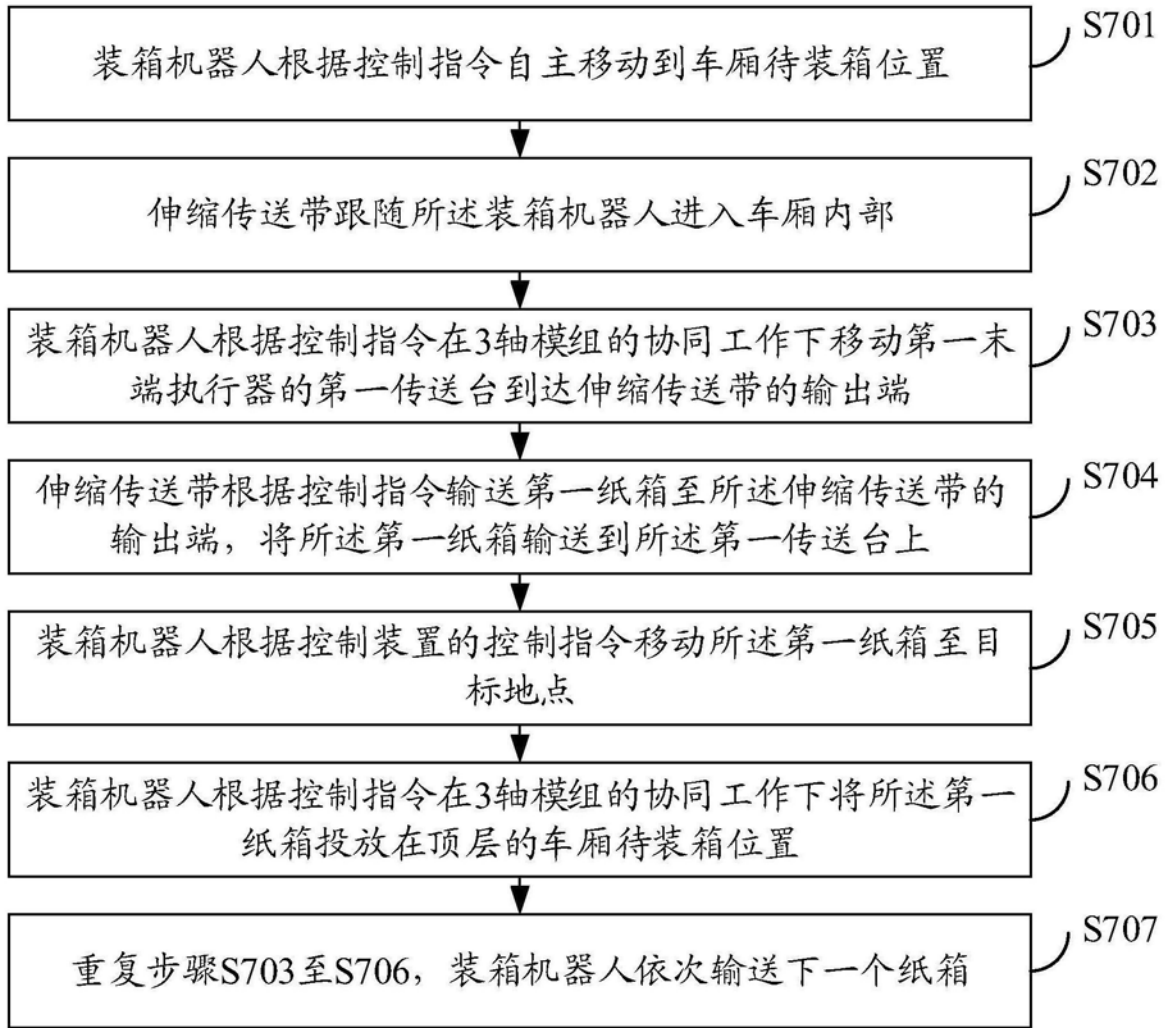 装箱机器人根据控制指令自主移动到车厢待装箱位置
S701
伸缩传送带跟随所述装箱机器人进入车厢内部
S702
装箱机器人根据控制指令在3轴模组的协同工作下移动第一末
端执行器的第一传送台到达伸缩传送带的输出端
S703
伸缩传送带根据控制指令输送第一纸箱至所述伸缩传送带的
输出端，将所述第一纸箱输送到所述第一传送台上
S704
装箱机器人根据控制装置的控制指令移动所述第一纸箱至目
标地点
S705
装箱机器人根据控制指令在3轴模组的协同工作下将所述第一
纸箱投放在顶层的车厢待装箱位置
S706
重复步骤S703至S706，装箱机器人依次输送下一个纸箱
S707